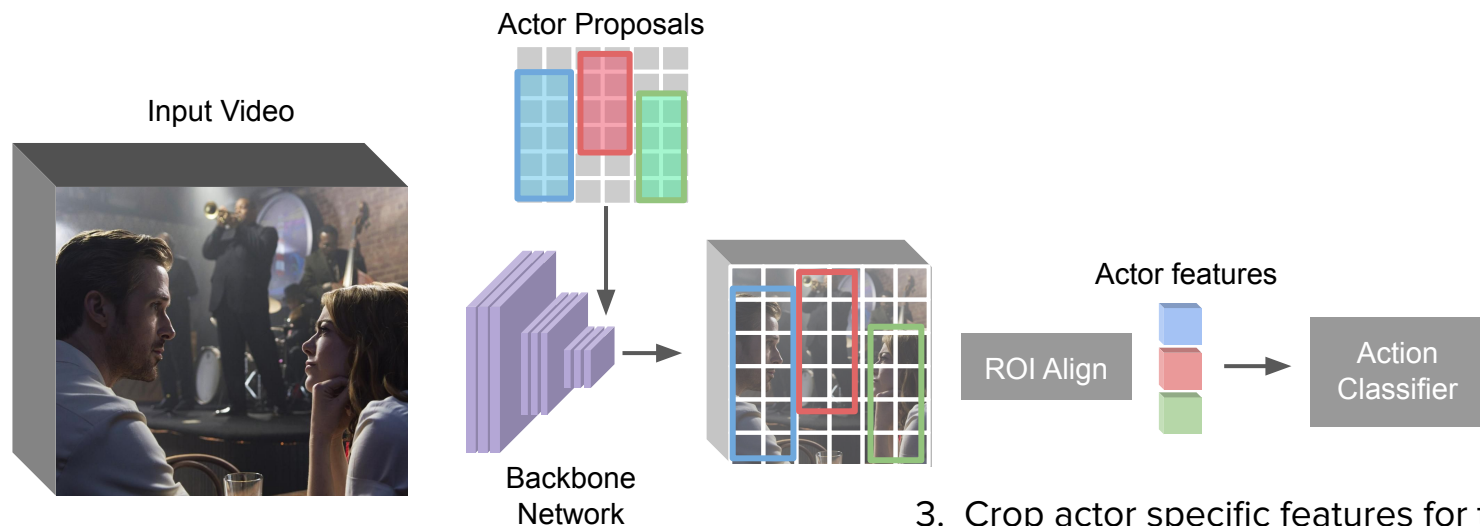 Actor Proposals
Input Video
Backbone
Network
ROI Align
Actor features
Action
Classifier
3. Crop actor specific features for